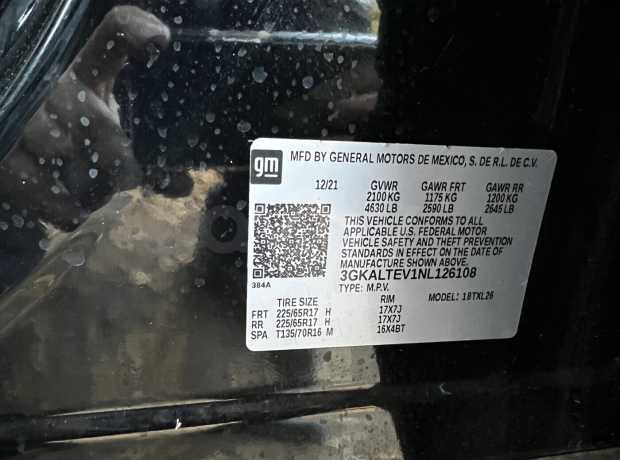 gm
MFD BY GENERAL MOTORS DE MEXICO, S. DE R.L. DE C.V.
12/21 GVWR GAWR FRT GAWR RR
2100 KG 1175 KG 1200 KG
4630 LB 2590 LB 2645 LB
THIS VEHICLE CONFORMS TO ALL
APPLICABLE U.S. FEDERAL MOTOR
VEHICLE SAFETY AND THEFT PREVENTION
STANDARDS IN EFFECT ON THE DATE OF
MANUFACTURE SHOWN ABOVE.
3GKALTEV1NL126108
384A
TYPE: M.P.V.
MODEL: 18TXL26
TIRE SIZE RIM
FRT 225/65R17 H 17X7J
RR 225/65R17 H 17X7J
SPA T135/70R16 M 16X4BT